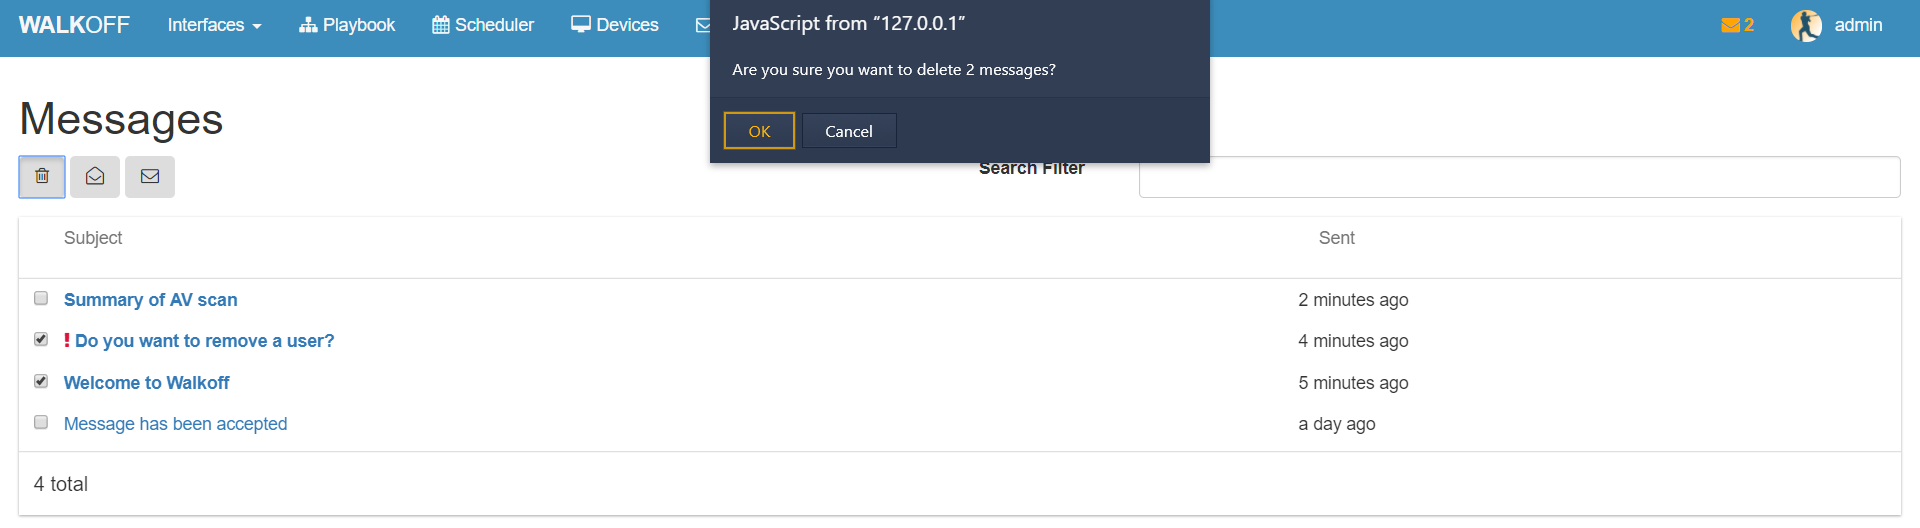 WALKOFF Interfaces Playbook Scheduler Devices 2 admin
JavaScript from “127.0.0.1”
Are you sure you want to delete 2 messages?
OK Cancel
Messages
Search Filter
Subject Sent
Summary of AV scan 2 minutes ago
! Do you want to remove a user? 4 minutes ago
Welcome to Walkoff 5 minutes ago
Message has been accepted a day ago
4 total